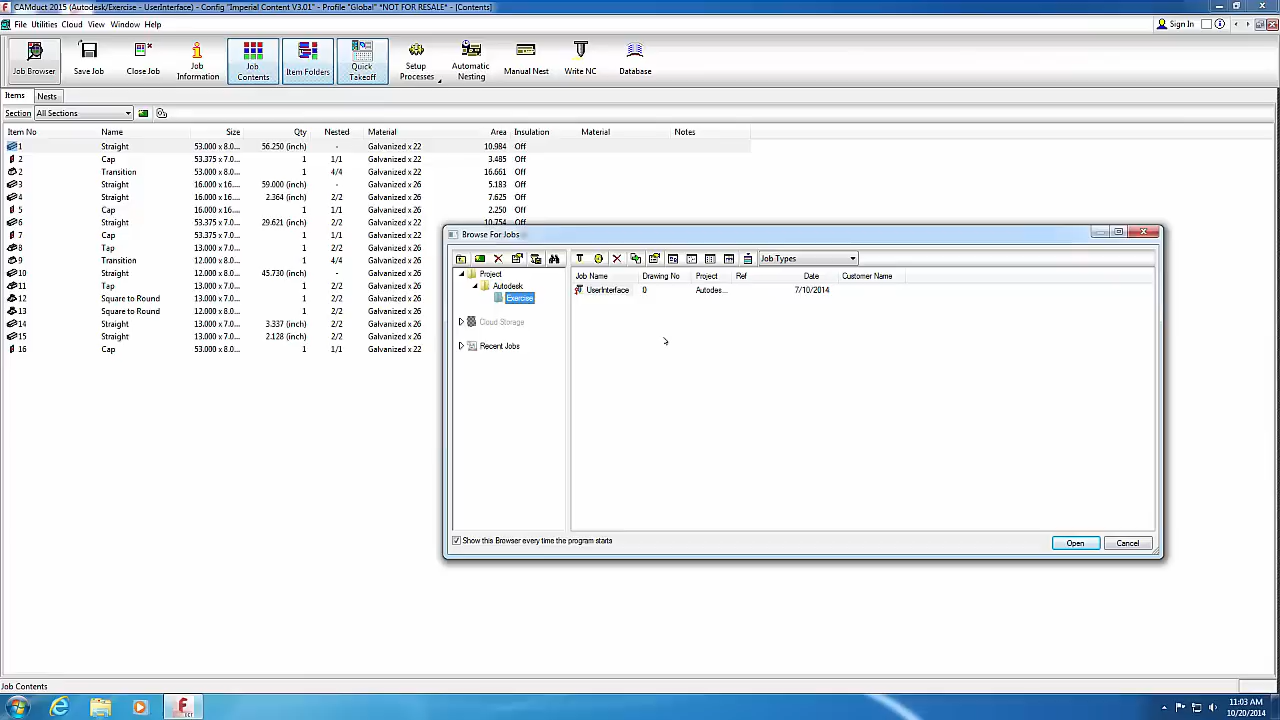 CAMduct 2015 (Autodesk/Exercise - UserInterface) - Config "Imperial Content V3.01" - Profile "Global" *NOT FOR RESALE* - [Contents]
File Utilities Cloud View Window Help Sign In
Job Browser Save Job Close Job Job Information Job Contents Item Folders Quick Takeoff Setup Processes Automatic Nesting Manual Nest Write NC Database
Items Nests
Section All Sections
Item No Name Size Qty Nested Material Area Insulation Material Notes
1 Straight 53.000 x 8.0... 56.250 (inch) - Galvanized x 22 10.984 Off
2 Cap 53.375 x 7.0... 1 1/1 Galvanized x 22 3.485 Off
2 Transition 53.000 x 8.0... 1 4/4 Galvanized x 22 16.661 Off
3 Straight 16.000 x 16.... 59.000 (inch) - Galvanized x 26 5.183 Off
4 Straight 16.000 x 16.... 2.364 (inch) 2/2 Galvanized x 26 7.625 Off
5 Cap 16.000 x 16.... 1 1/1 Galvanized x 26 2.250 Off
6 Straight 53.375 x 7.0... 29.621 (inch) 2/2 Galvanized x 22 10.754 Off
7 Cap 53.375 x 7.0... 1 1/1 Galvanized x 22
8 Tap 13.000 x 7.0... 1 2/2 Galvanized x 26
9 Transition 13.000 x 7.0... 1 4/4 Galvanized x 26
10 Straight 12.000 x 8.0... 45.730 (inch) - Galvanized x 26
11 Tap 13.000 x 7.0... 1 2/2 Galvanized x 26
12 Square to Round 12.000 x 8.0... 1 2/2 Galvanized x 26
13 Square to Round 12.000 x 8.0... 1 2/2 Galvanized x 26
14 Straight 13.000 x 7.0... 3.337 (inch) 2/2 Galvanized x 26
15 Straight 13.000 x 7.0... 2.128 (inch) 2/2 Galvanized x 26
16 Cap 53.000 x 8.0... 1 1/1 Galvanized x 22
Browse For Jobs
Job Types
Project
Autodesk
Exercise
Cloud Storage
Recent Jobs
Job Name Drawing No Project Ref Date Customer Name
UserInterface 0 Autodes... 7/10/2014
Show this Browser every time the program starts
Open Cancel
Job Contents
11:03 AM
10/20/2014